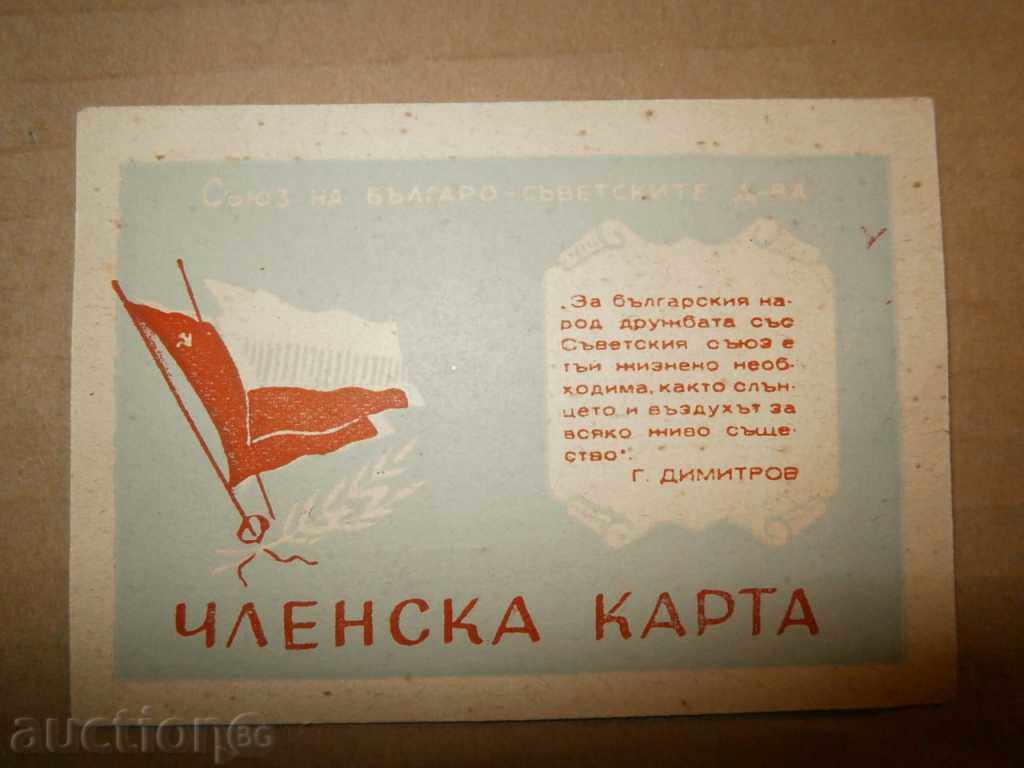 Съюз на българо-съветските д-ва
„За българския на-
род дружбата със
Съветския съюз е
тъй жизнено необ-
ходима, както слън-
цето и въздухът за
всяко живо съще-
ство“.
Г. ДИМИТРОВ
ЧЛЕНСКА КАРТА
auction BG